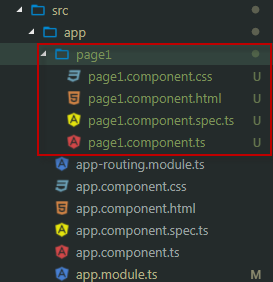 src
app
page1
page1.component.css U
page1.component.html U
page1.component.spec.ts U
page1.component.ts U
app-routing.module.ts
app.component.css
app.component.html
app.component.spec.ts
app.component.ts
app.module.ts M